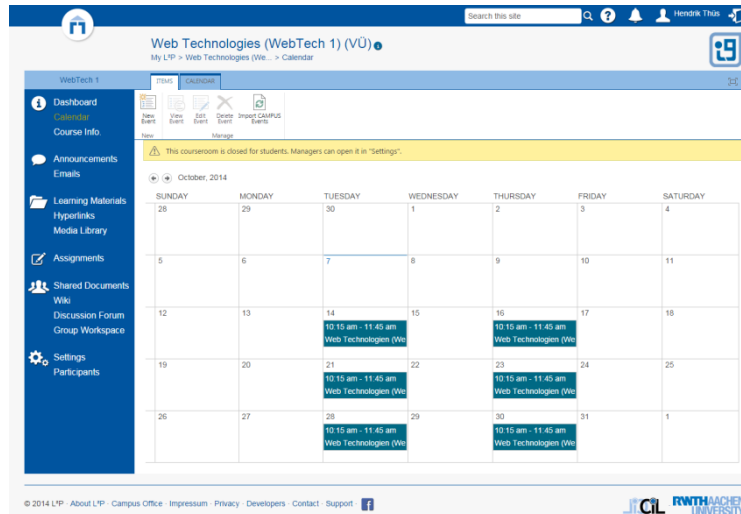 Search this site
Hendrik Thüs
Web Technologies (WebTech 1) (VÜ)
My L²P > Web Technologies (We... > Calendar
WebTech 1
ITEMS CALENDAR
Dashboard
Calendar
Course Info.
Announcements
Emails
Learning Materials
Hyperlinks
Media Library
Assignments
Shared Documents
Wiki
Discussion Forum
Group Workspace
Settings
Participants
New Event
View Event
Edit Event
Delete Event
Import CAMPUS Events
New Manage
This courseroom is closed for students. Managers can open it in "Settings".
October, 2014
SUNDAY MONDAY TUESDAY WEDNESDAY THURSDAY FRIDAY SATURDAY
28 29 30 1 2 3 4
5 6 7 8 9 10 11
12 13 14 15 16 17 18
10:15 am - 11:45 am 10:15 am - 11:45 am
Web Technologien (We Web Technologien (We
19 20 21 22 23 24 25
10:15 am - 11:45 am 10:15 am - 11:45 am
Web Technologien (We Web Technologien (We
26 27 28 29 30 31 1
10:15 am - 11:45 am 10:15 am - 11:45 am
Web Technologien (We Web Technologien (We
© 2014 L²P · About L²P · Campus Office · Impressum · Privacy · Developers · Contact · Support ·
CiL
RWTH AACHEN
UNIVERSITY